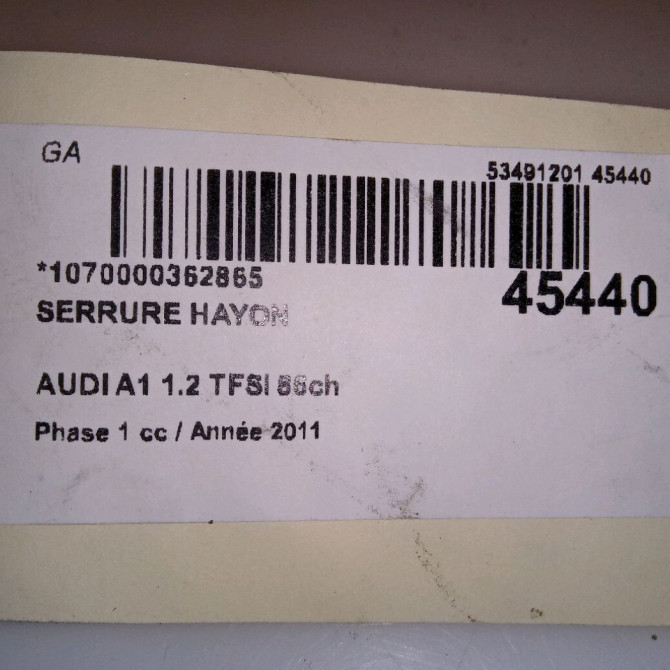 GA
53491201 45440
*1070000362865
45440
SERRURE HAYON
AUDI A1 1.2 TFSI 86ch
Phase 1 cc / Année 2011